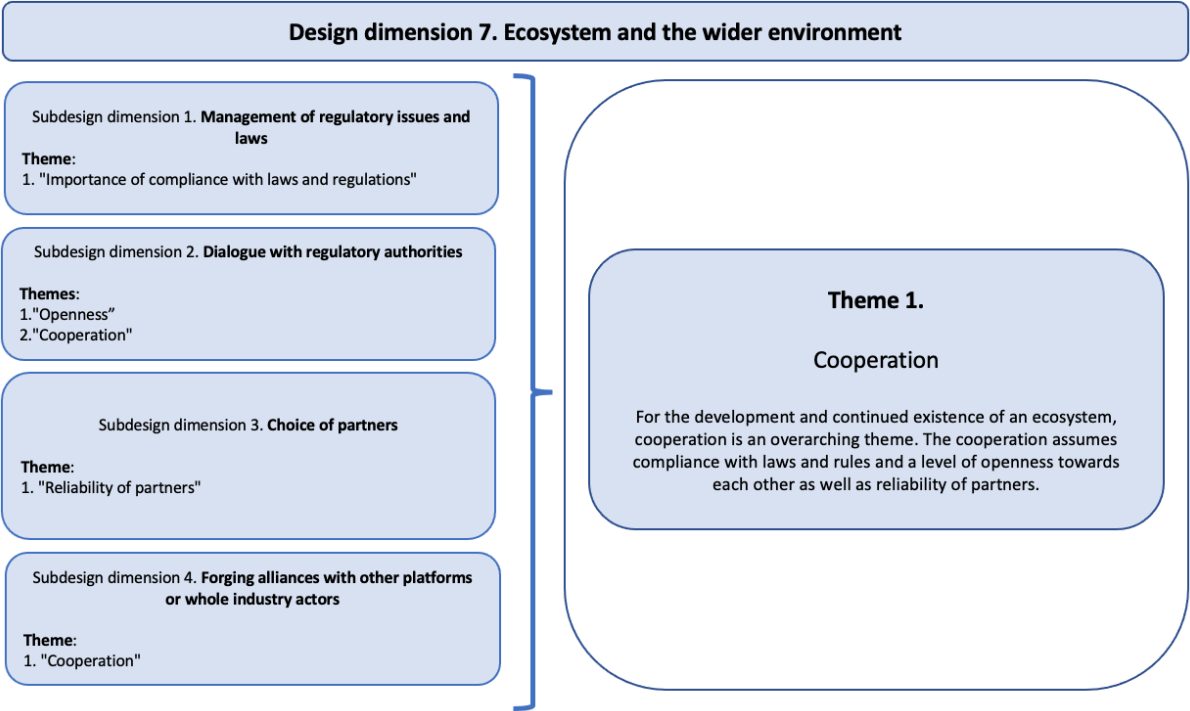 Design dimension 7. Ecosystem and the wider environment
Subdesign dimension 1. Management of regulatory issues and
laws
Theme:
1. "Importance of compliance with laws and regulations"
Subdesign dimension 2. Dialogue with regulatory authorities
Themes:
1."Openness”
2."Cooperation"
Subdesign dimension 3. Choice of partners
Theme:
1. "Reliability of partners"
Subdesign dimension 4. Forging alliances with other platforms
or whole industry actors
Theme:
1. "Cooperation"
Theme 1.
Cooperation
For the development and continued existence of an ecosystem,
cooperation is an overarching theme. The cooperation assumes
compliance with laws and rules and a level of openness towards
each other as well as reliability of partners.